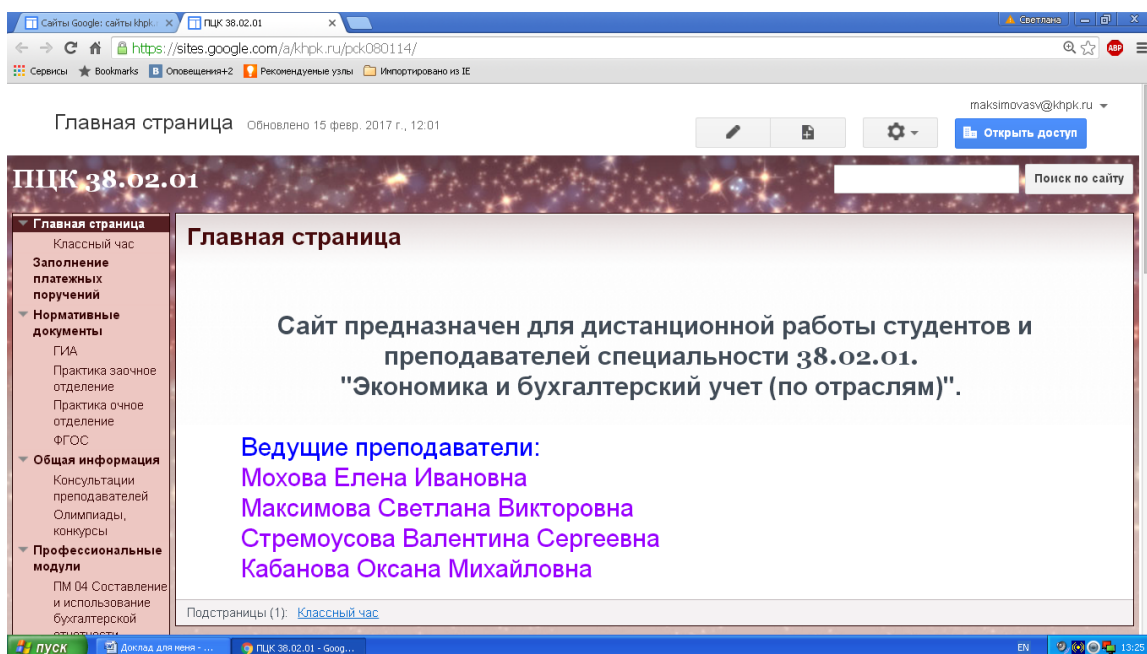 Сайты Google: сайты khpk.
ПЦК 38.02.01
Светлана
https://sites.google.com/a/khpk.ru/pck080114/
ABP
Сервисы Bookmarks B Оповещения+2 Рекомендуемые узлы Импортировано из IE
maksimovasv@khpk.ru
Главная страница Обновлено 15 февр. 2017 г., 12:01
Открыть доступ
ПЦК 38.02.01
Поиск по сайту
Главная страница
Классный час
Заполнение
платежных
поручений
Нормативные
документы
ГИА
Практика заочное
отделение
Практика очное
отделение
ФГОС
Общая информация
Консультации
преподавателей
Олимпиады,
конкурсы
Профессиональные
модули
ПМ 04 Составление
и использование
бухгалтерской
отчетности
Главная страница
Сайт предназначен для дистанционной работы студентов и
преподавателей специальности 38.02.01.
"Экономика и бухгалтерский учет (по отраслям)".
Ведущие преподаватели:
Мохова Елена Ивановна
Максимова Светлана Викторовна
Стремоусова Валентина Сергеевна
Кабанова Оксана Михайловна
Подстраницы (1): Классный час
пуск
Доклад для меня - ...
ПЦК 38.02.01 - Goog...
EN
13:25